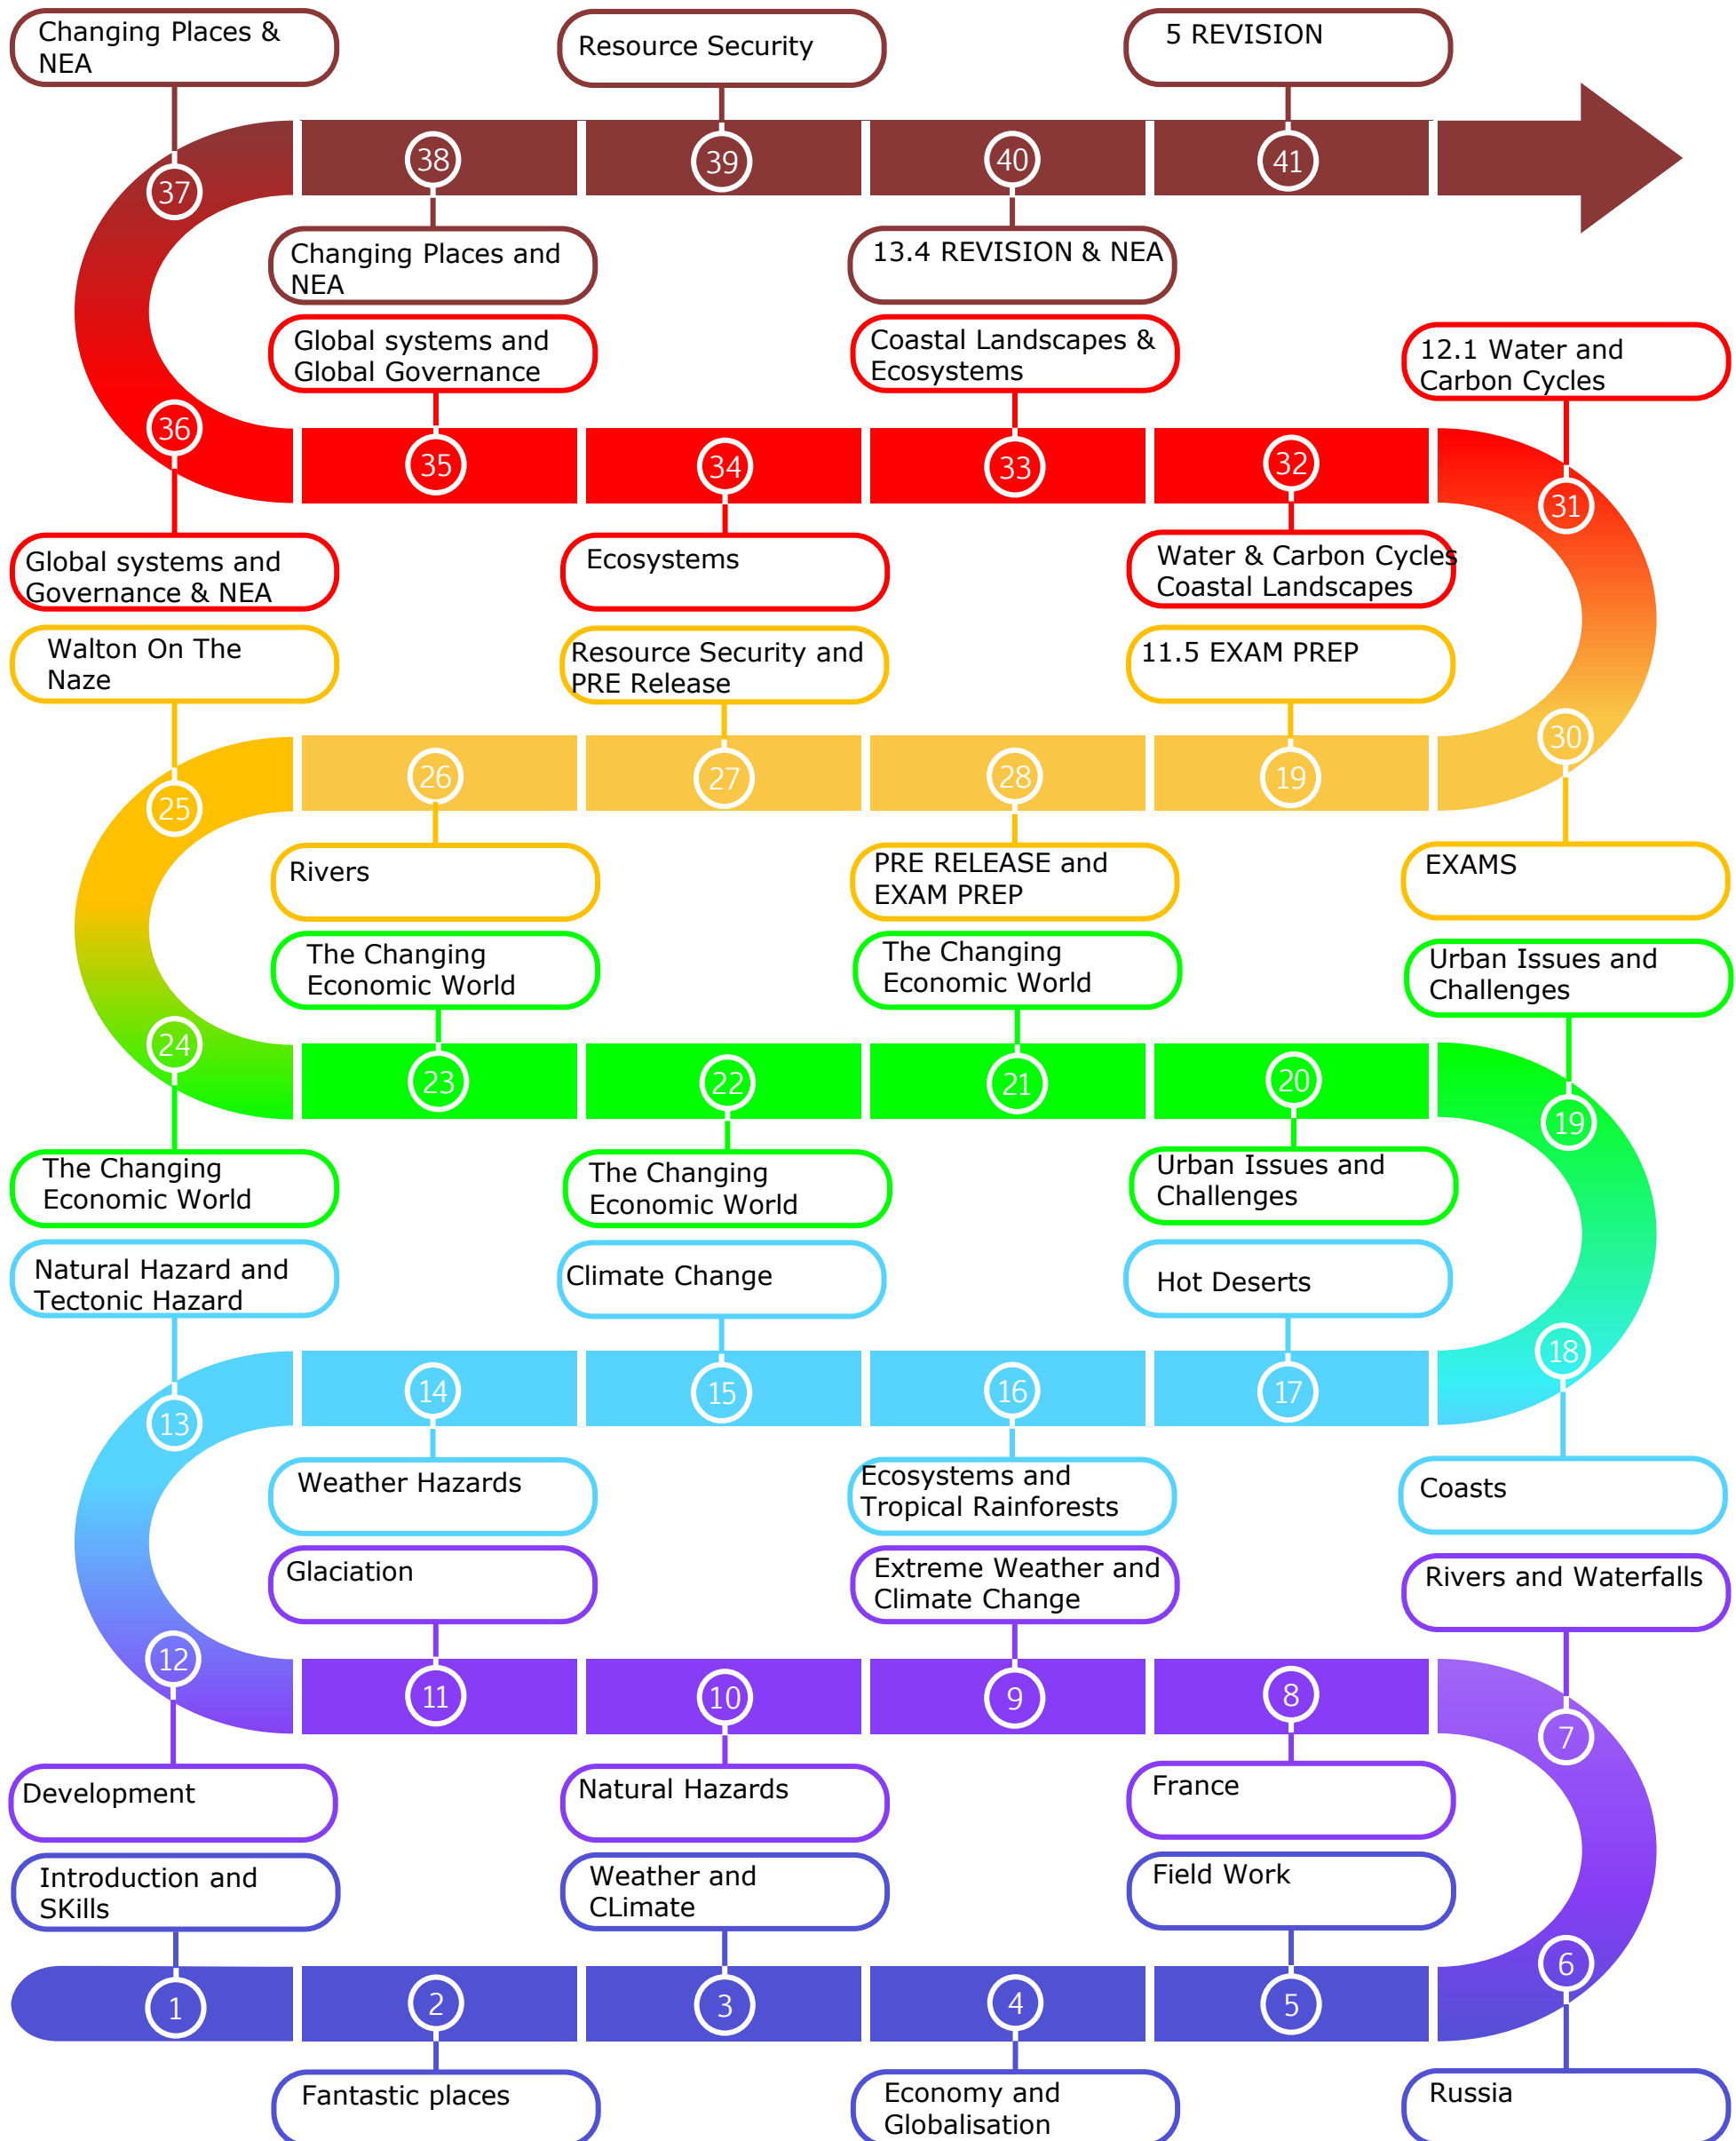 Changing Places &
NEA
Resource Security
5 REVISION
37
38
39
40
41
Changing Places and
NEA
13.4 REVISION & NEA
Global systems and
Global Governance
Coastal Landscapes &
Ecosystems
12.1 Water and
Carbon Cycles
36
35
34
33
32
31
Global systems and
Governance & NEA
Ecosystems
Water & Carbon Cycles
Coastal Landscapes
Walton On The
Naze
Resource Security and
PRE Release
11.5 EXAM PREP
25
26
27
28
19
30
Rivers
PRE RELEASE and
EXAM PREP
EXAMS
The Changing
Economic World
The Changing
Economic World
Urban Issues and
Challenges
24
23
22
21
20
19
The Changing
Economic World
The Changing
Economic World
Urban Issues and
Challenges
Natural Hazard and
Tectonic Hazard
Climate Change
Hot Deserts
13
14
15
16
17
18
Weather Hazards
Ecosystems and
Tropical Rainforests
Coasts
Glaciation
Extreme Weather and
Climate Change
Rivers and Waterfalls
12
11
10
9
8
7
Development
Natural Hazards
France
Introduction and
SKills
Weather and
CLimate
Field Work
1
2
3
4
5
6
Fantastic places
Economy and
Globalisation
Russia